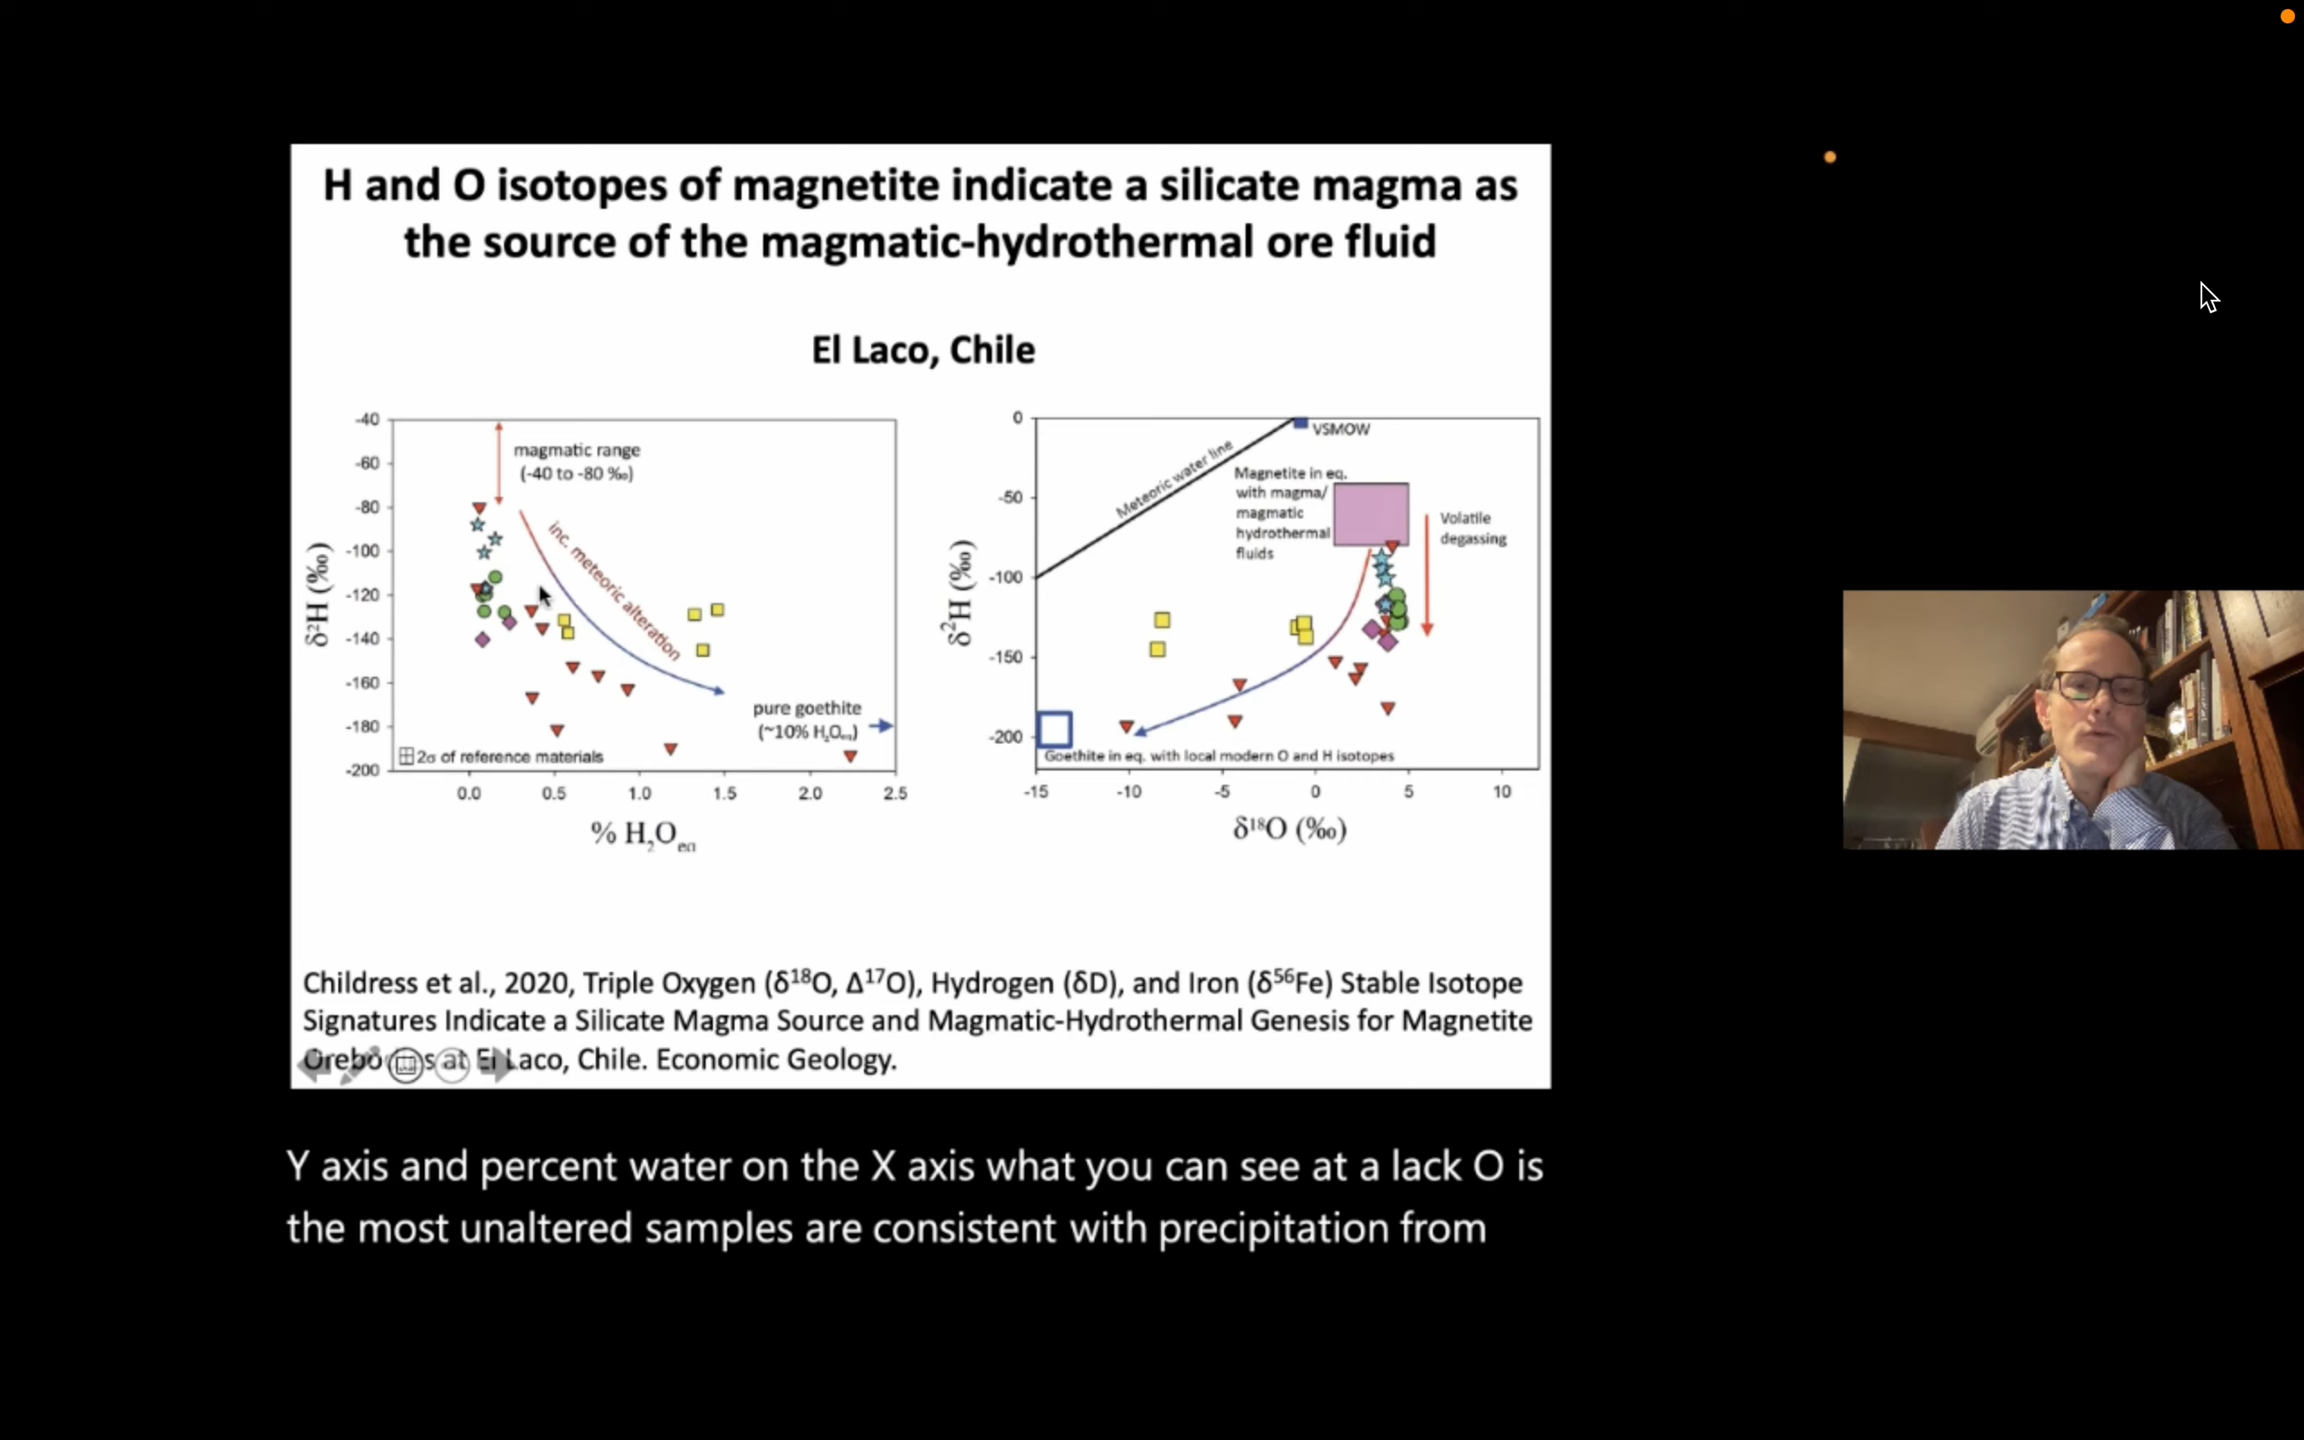 H and O isotopes of magnetite indicate a silicate magma as
the source of the magmatic-hydrothermal ore fluid
El Laco, Chile
-40
-60
-80
-100
-120
-140
-160
-180
-200
δ²H (‰)
magmatic range
(-40 to -80 ‰)
inc. meteoric alteration
pure goethite
(~10% H₂Oₑq)
2σ of reference materials
0.0 0.5 1.0 1.5 2.0 2.5
% H₂Oeq
0
-50
-100
-150
-200
δ²H (‰)
VSMOW
Meteoric water line
Magnetite in eq.
with magma/
magmatic
hydrothermal
fluids
Volatile
degassing
Goethite in eq. with local modern O and H isotopes
-15 -10 -5 0 5 10
δ¹⁸O (‰)
Childress et al., 2020, Triple Oxygen (δ¹⁸O, Δ¹⁷O), Hydrogen (δD), and Iron (δ⁵⁶Fe) Stable Isotope
Signatures Indicate a Silicate Magma Source and Magmatic-Hydrothermal Genesis for Magnetite
at El Laco, Chile. Economic Geology.
Y axis and percent water on the X axis what you can see at a lack O is
the most unaltered samples are consistent with precipitation from